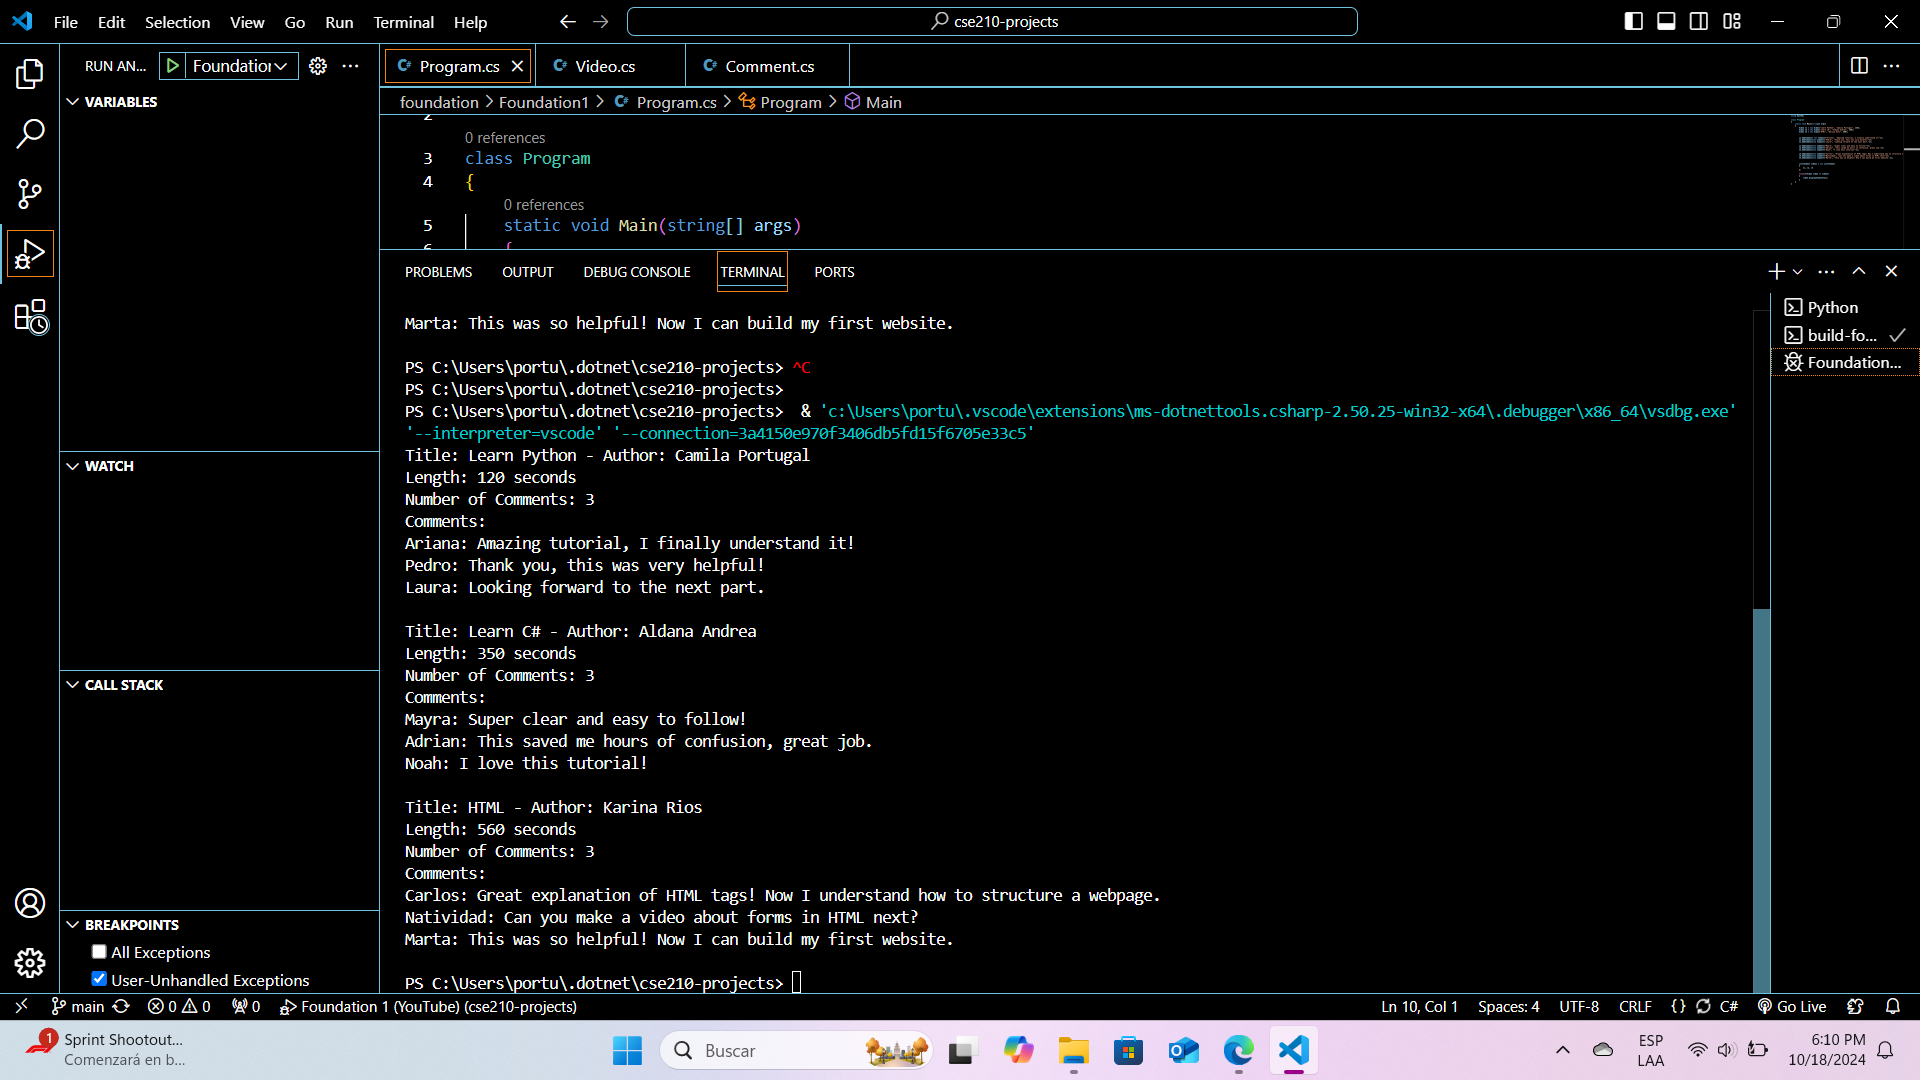 File Edit Selection View Go Run Terminal Help
cse210-projects
RUN AN...
Foundation
Program.cs
Video.cs
Comment.cs
VARIABLES
foundation > Foundation1 > Program.cs > Program > Main
2
0 references
3 class Program
4 {
0 references
5 static void Main(string[] args)
6 {
PROBLEMS OUTPUT DEBUG CONSOLE TERMINAL PORTS
Python
build-fo...
Foundation...
Marta: This was so helpful! Now I can build my first website.
PS C:\Users\portu\.dotnet\cse210-projects> ^C
PS C:\Users\portu\.dotnet\cse210-projects>
PS C:\Users\portu\.dotnet\cse210-projects> & 'c:\Users\portu\.vscode\extensions\ms-dotnettools.csharp-2.50.25-win32-x64\.debugger\x86_64\vsdbg.exe'
'--interpreter=vscode' '--connection=3a4150e970f3406db5fd15f6705e33c5'
Title: Learn Python - Author: Camila Portugal
Length: 120 seconds
Number of Comments: 3
Comments:
Ariana: Amazing tutorial, I finally understand it!
Pedro: Thank you, this was very helpful!
Laura: Looking forward to the next part.
Title: Learn C# - Author: Aldana Andrea
Length: 350 seconds
Number of Comments: 3
Comments:
Mayra: Super clear and easy to follow!
Adrian: This saved me hours of confusion, great job.
Noah: I love this tutorial!
Title: HTML - Author: Karina Rios
Length: 560 seconds
Number of Comments: 3
Comments:
Carlos: Great explanation of HTML tags! Now I understand how to structure a webpage.
Natividad: Can you make a video about forms in HTML next?
Marta: This was so helpful! Now I can build my first website.
PS C:\Users\portu\.dotnet\cse210-projects>
WATCH
CALL STACK
BREAKPOINTS
All Exceptions
User-Unhandled Exceptions
main 0 0 0 Foundation 1 (YouTube) (cse210-projects)
Ln 10, Col 1 Spaces: 4 UTF-8 CRLF {} C# Go Live
1
Sprint Shootout...
Comenzará en b...
Buscar
ESP
LAA
6:10 PM
10/18/2024